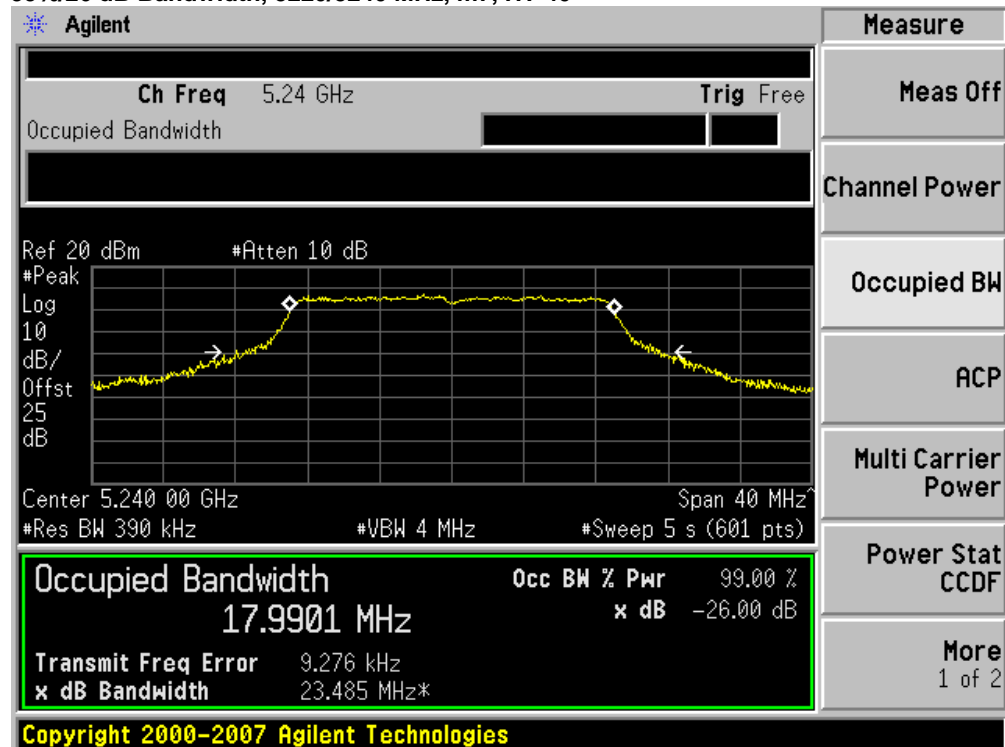 Agilent
Measure
Ch Freq 5.24 GHz Trig Free
Occupied Bandwidth
Meas Off
Channel Power
Occupied BW
ACP
Multi Carrier
Power
Power Stat
CCDF
More
1 of 2
Ref 20 dBm #Atten 10 dB
#Peak
Log
10
dB/
Offst
25
dB
Center 5.240 00 GHz Span 40 MHz^
#Res BW 390 kHz #VBW 4 MHz #Sweep 5 s (601 pts)
Occupied Bandwidth
17.9901 MHz
Occ BW % Pwr 99.00 %
x dB -26.00 dB
Transmit Freq Error 9.276 kHz
x dB Bandwidth 23.485 MHz*
Copyright 2000-2007 Agilent Technologies